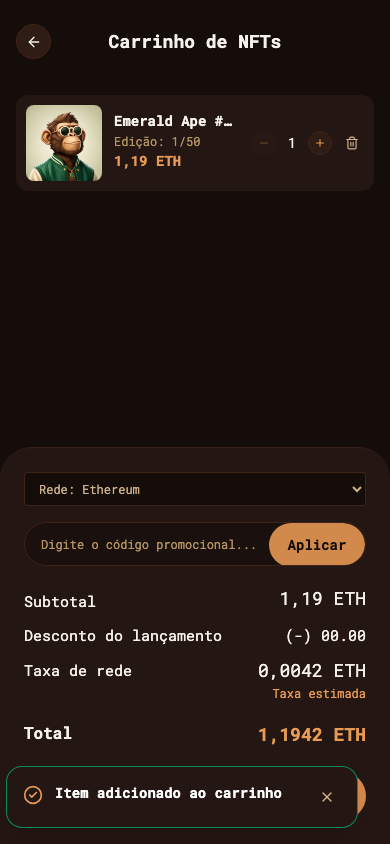 Carrinho de NFTs
Emerald Ape #…
Edição: 1/50
1,19 ETH
− 1 +
Rede: Ethereum
Digite o código promocional...
Aplicar
Subtotal
1,19 ETH
Desconto do lançamento
(-) 00.00
Taxa de rede
0,0042 ETH
Taxa estimada
Total
1,1942 ETH
Item adicionado ao carrinho